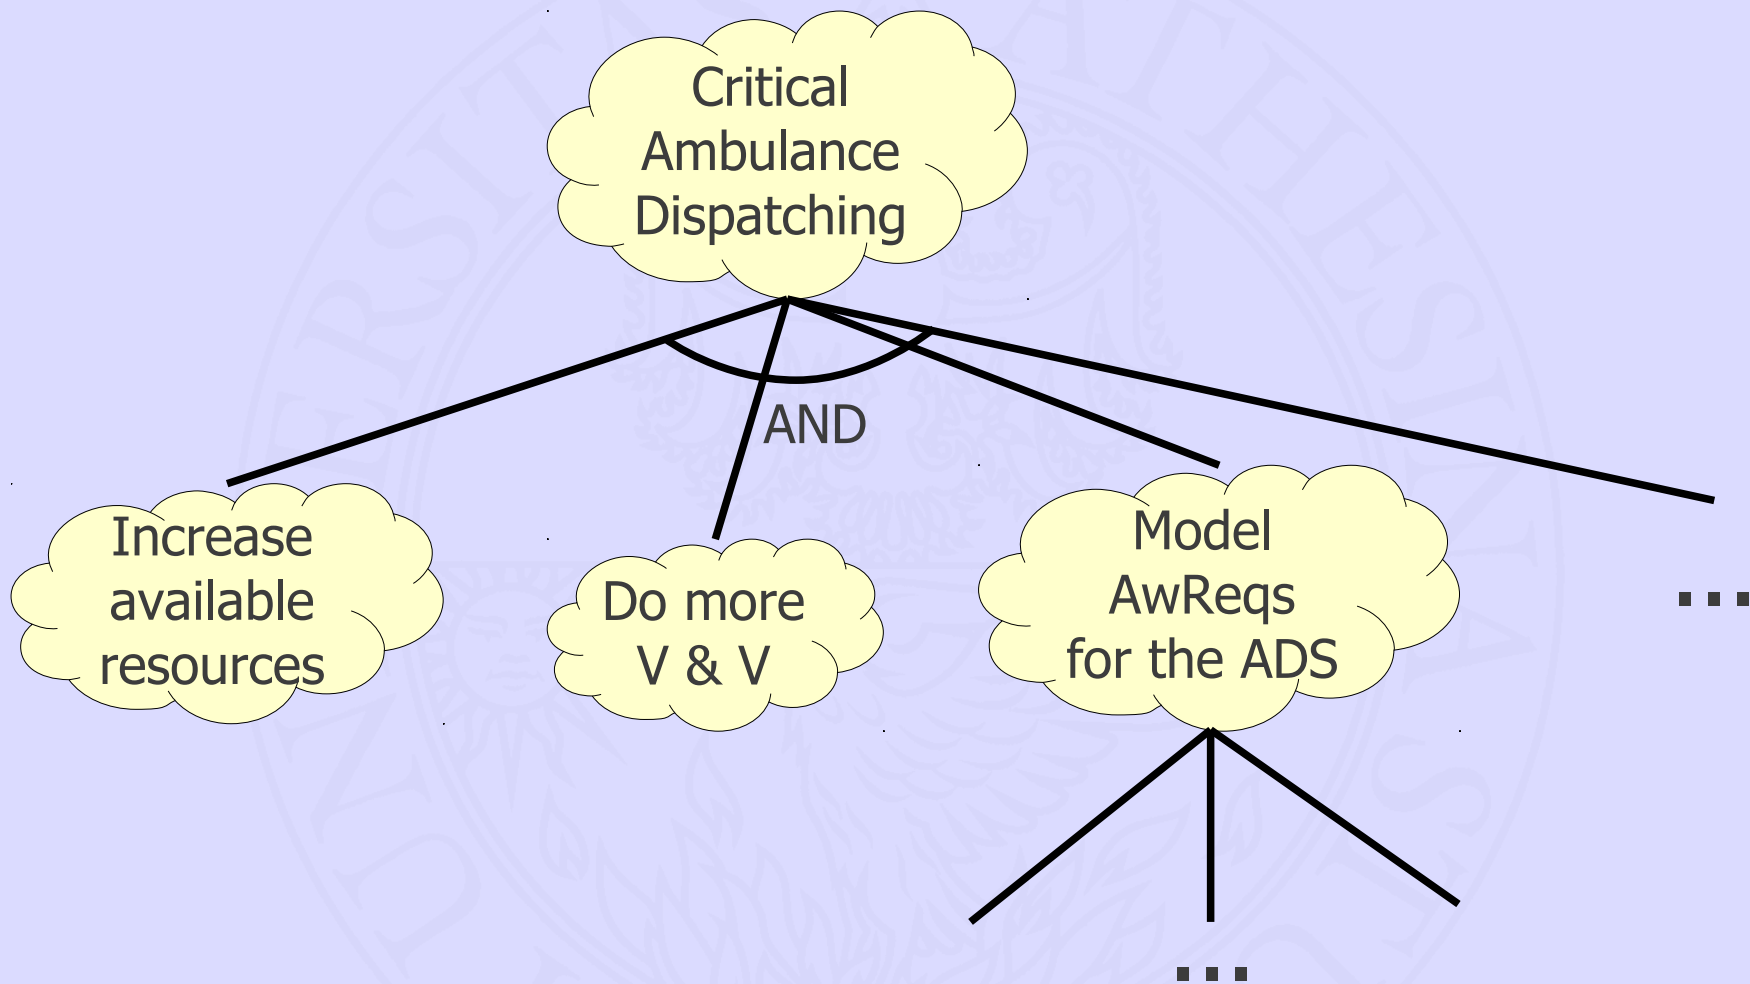 Critical
Ambulance
Dispatching
AND
Increase
available
resources
Do more
V & V
Model
AwReqs
for the ADS
...
...